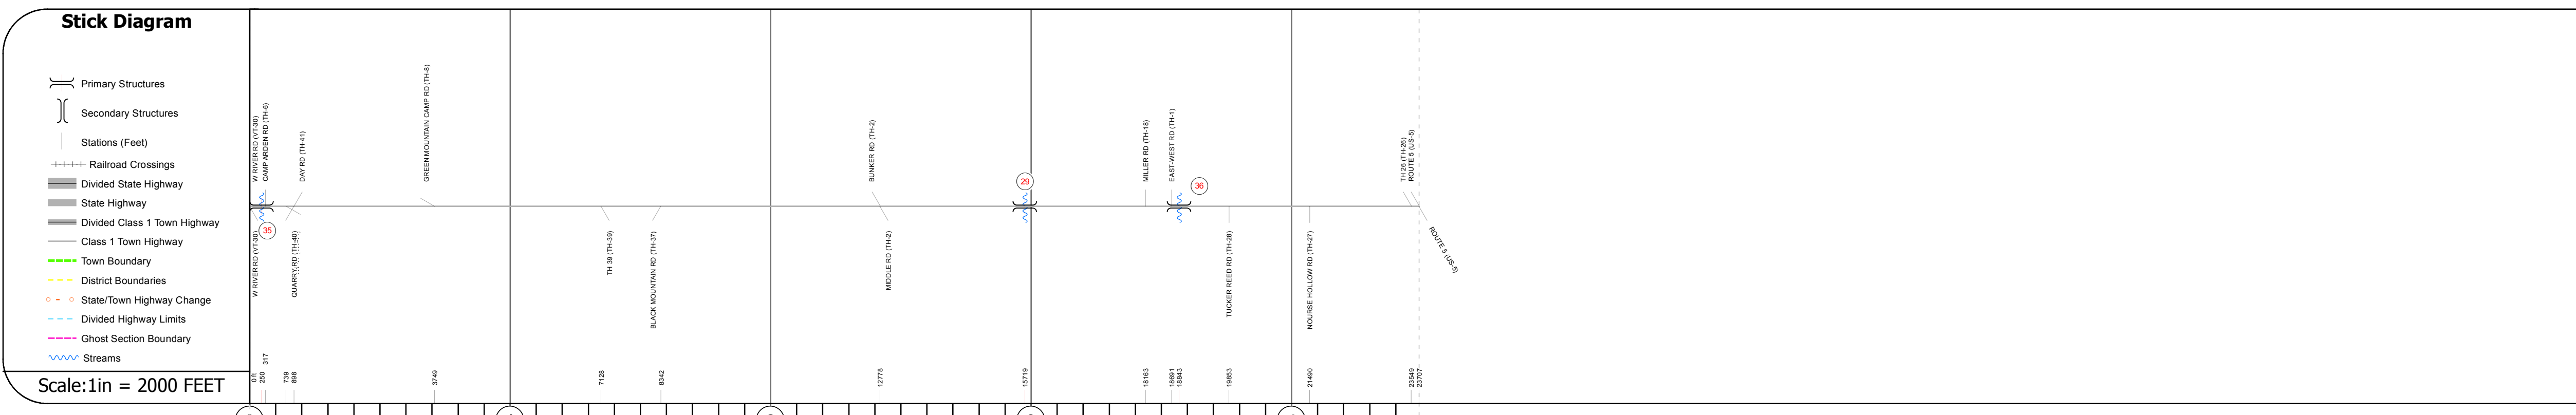 Stick Diagram
Primary Structures
Secondary Structures
Stations (Feet)
Railroad Crossings
Divided State Highway
State Highway
Divided Class 1 Town Highway
Class 1 Town Highway
Town Boundary
District Boundaries
State/Town Highway Change
Divided Highway Limits
Ghost Section Boundary
Streams
Scale:1in = 2000 FEET
W RIVER RD (VT-30)
CAMP ARDEN RD (TH-6)
DAY RD (TH-41)
GREEN MOUNTAIN CAMP RD (TH-8)
BUNKER RD (TH-2)
MILLER RD (TH-18)
EAST-WEST RD (TH-1)
TH 26 (TH-26)
ROUTE 5 (US-5)
35
29
36
W RIVER RD (VT-30)
QUARRY RD (TH-40)
TH 39 (TH-39)
BLACK MOUNTAIN RD (TH-37)
MIDDLE RD (TH-2)
TUCKER REED RD (TH-28)
NOURSE HOLLOW RD (TH-27)
ROUTE 5 (US-5)
0 ft
250
317
739
898
3749
7128
8342
12778
15719
18163
18691
18843
19853
21490
23549
23707